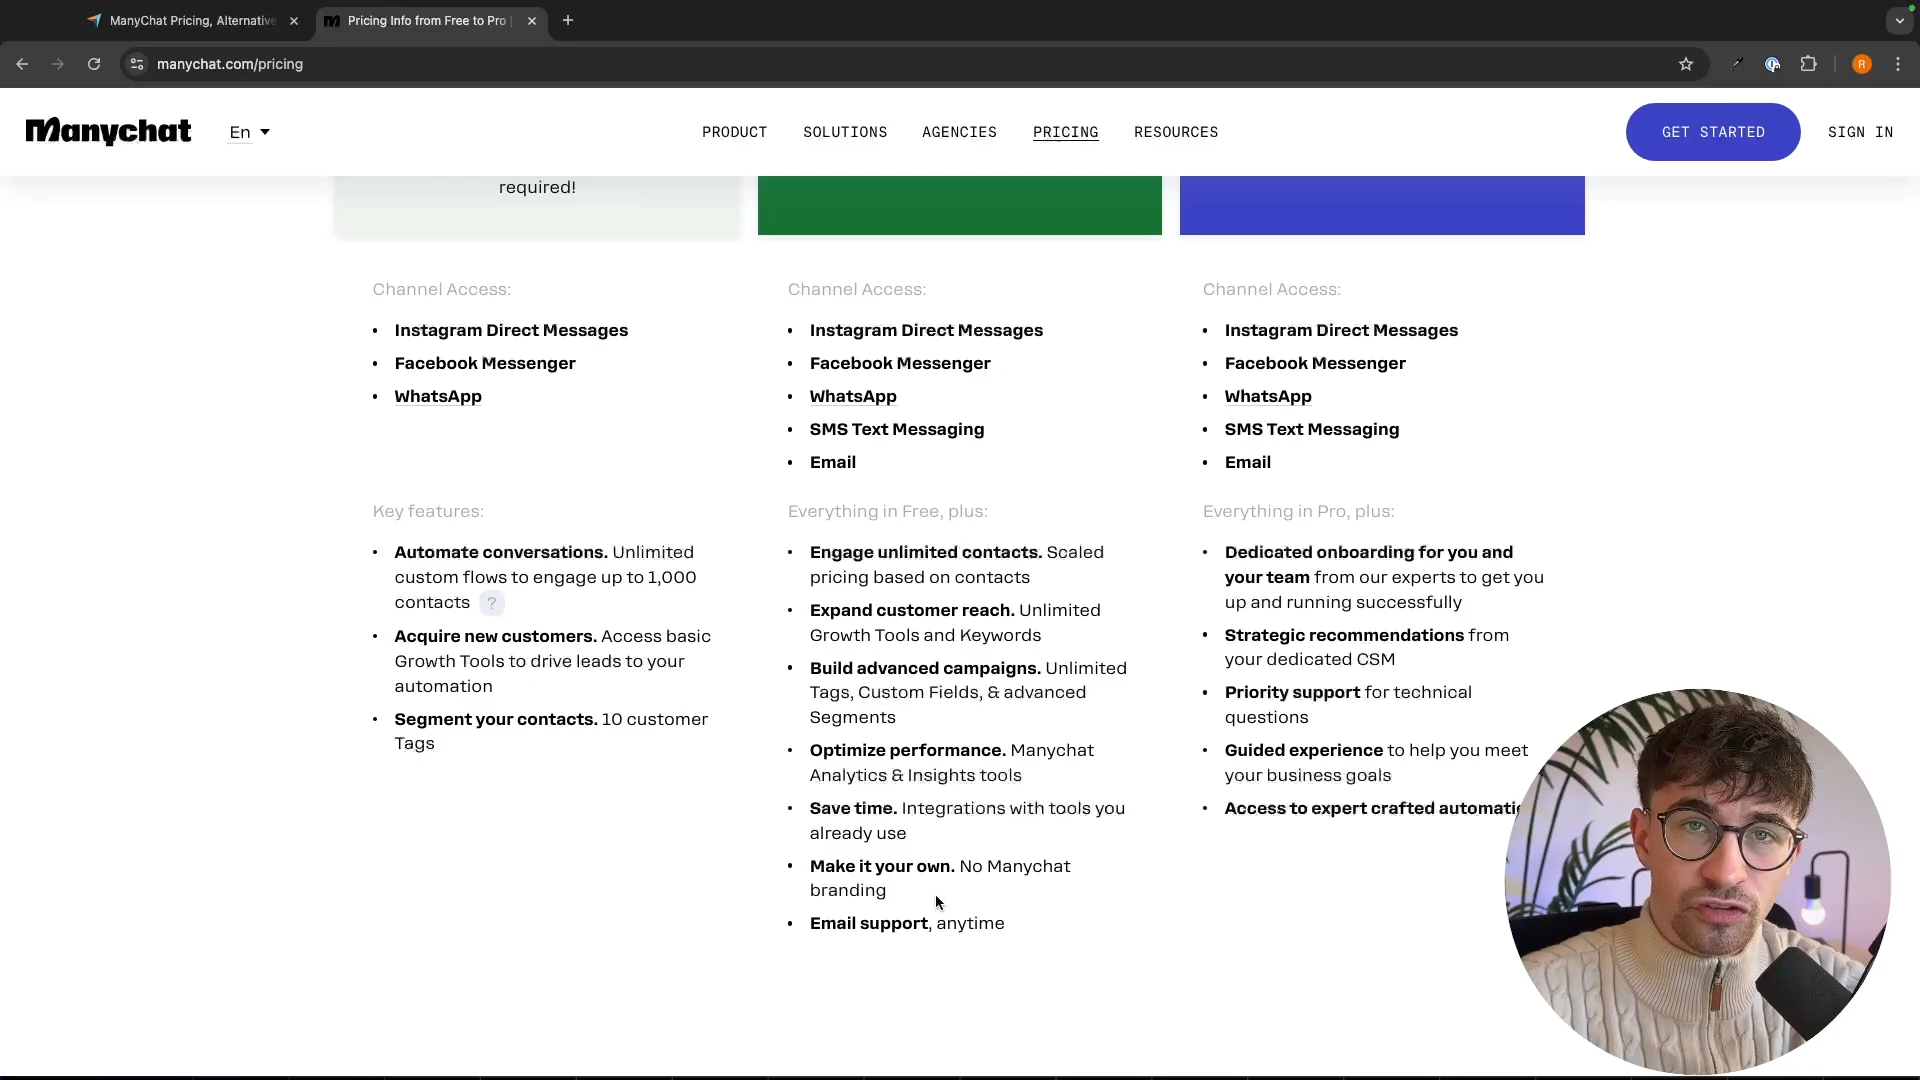 ManyChat Pricing, Alternative
Pricing Info from Free to Pro |
manychat.com/pricing
R
Manychat
En
PRODUCT
SOLUTIONS
AGENCIES
PRICING
RESOURCES
GET STARTED
SIGN IN
required!
Channel Access:
• Instagram Direct Messages
• Facebook Messenger
• WhatsApp
Key features:
• Automate conversations. Unlimited
custom flows to engage up to 1,000
contacts ?
• Acquire new customers. Access basic
Growth Tools to drive leads to your
automation
• Segment your contacts. 10 customer
Tags
Channel Access:
• Instagram Direct Messages
• Facebook Messenger
• WhatsApp
• SMS Text Messaging
• Email
Everything in Free, plus:
• Engage unlimited contacts. Scaled
pricing based on contacts
• Expand customer reach. Unlimited
Growth Tools and Keywords
• Build advanced campaigns. Unlimited
Tags, Custom Fields, & advanced
Segments
• Optimize performance. Manychat
Analytics & Insights tools
• Save time. Integrations with tools you
already use
• Make it your own. No Manychat
branding
• Email support, anytime
Channel Access:
• Instagram Direct Messages
• Facebook Messenger
• WhatsApp
• SMS Text Messaging
• Email
Everything in Pro, plus:
• Dedicated onboarding for you and
your team from our experts to get you
up and running successfully
• Strategic recommendations from
your dedicated CSM
• Priority support for technical
questions
• Guided experience to help you meet
your business goals
• Access to expert crafted automati